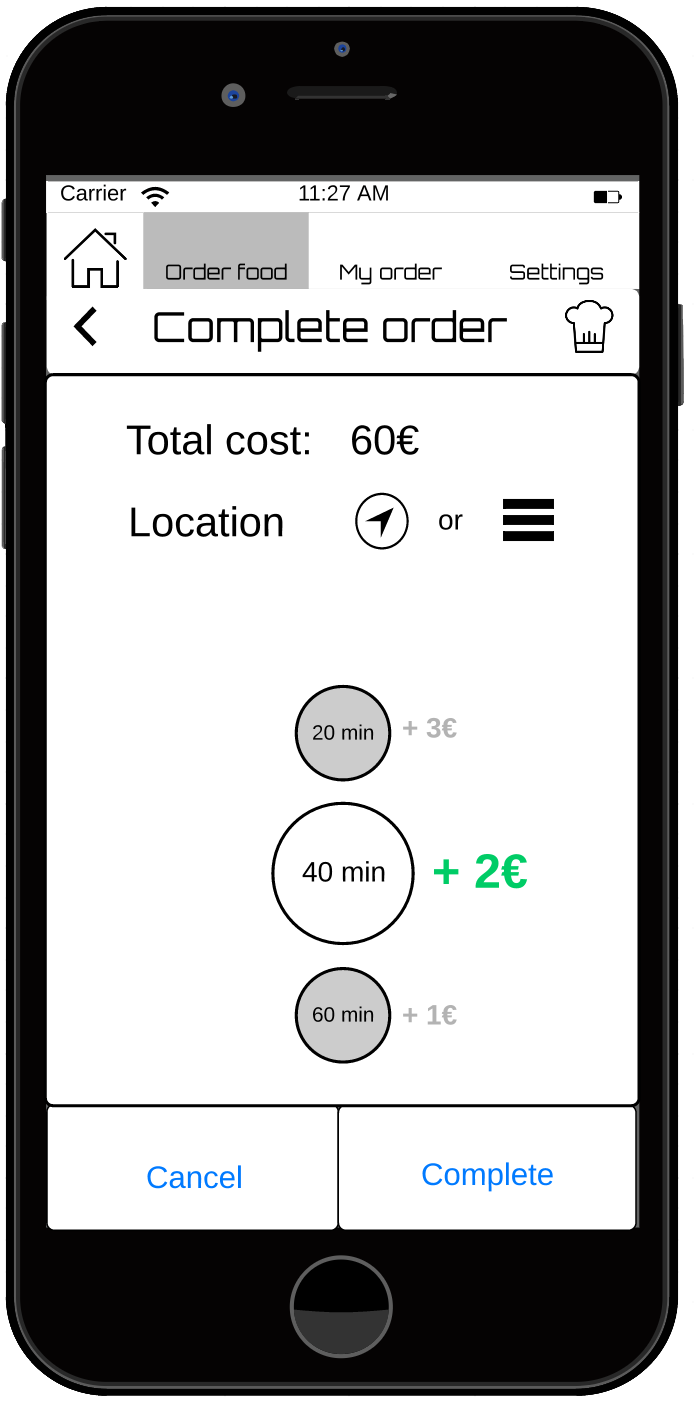 Carrier 11:27 AM
Order food My order Settings
Complete order
Total cost: 60€
Location or
20 min + 3€
40 min + 2€
60 min + 1€
Cancel Complete